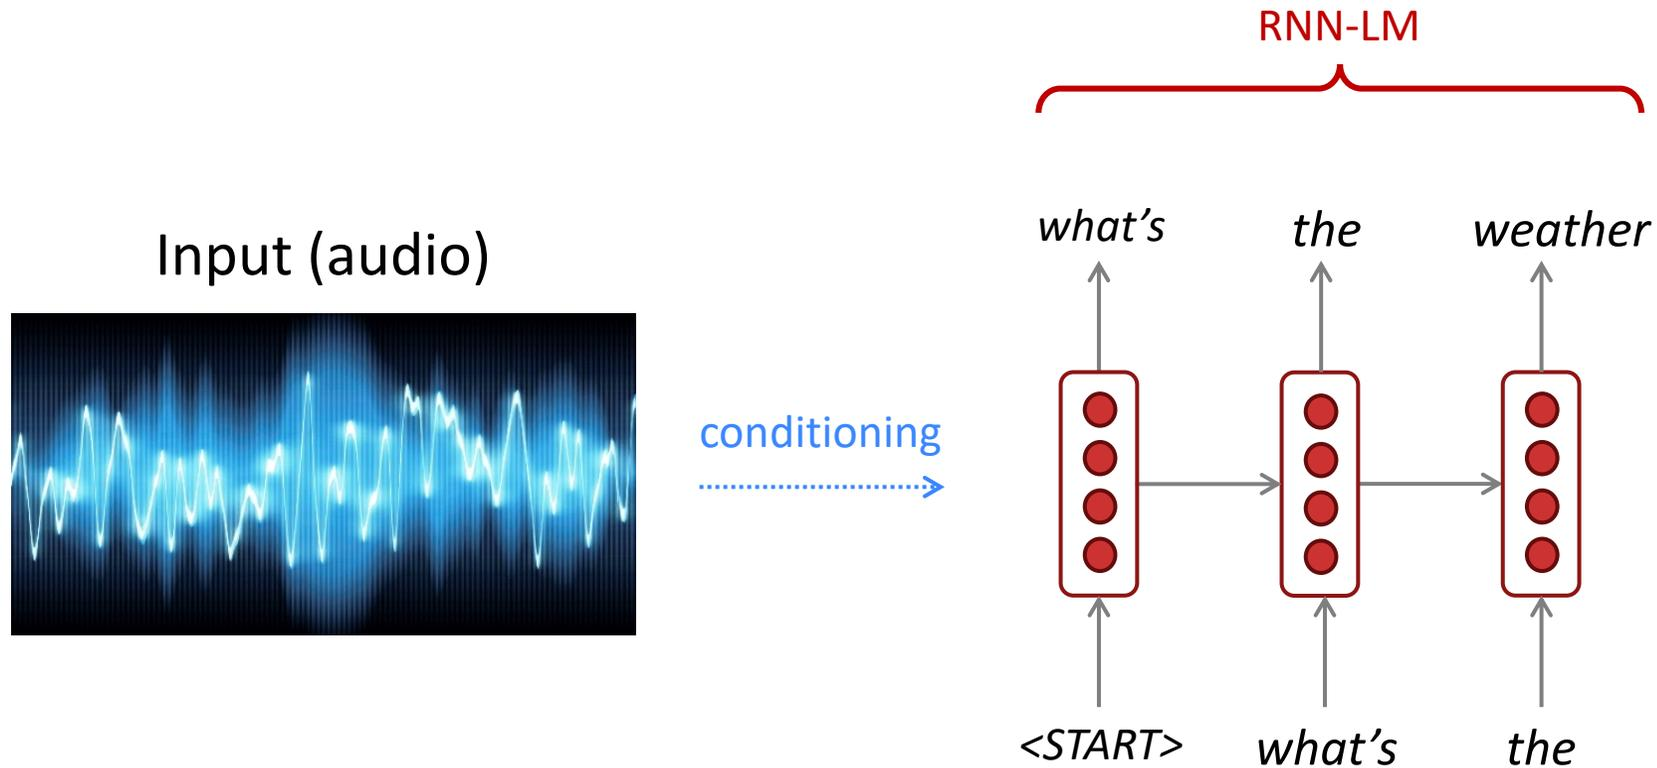 RNN-LM
what's the weather
Input (audio)
conditioning
<START> what's the